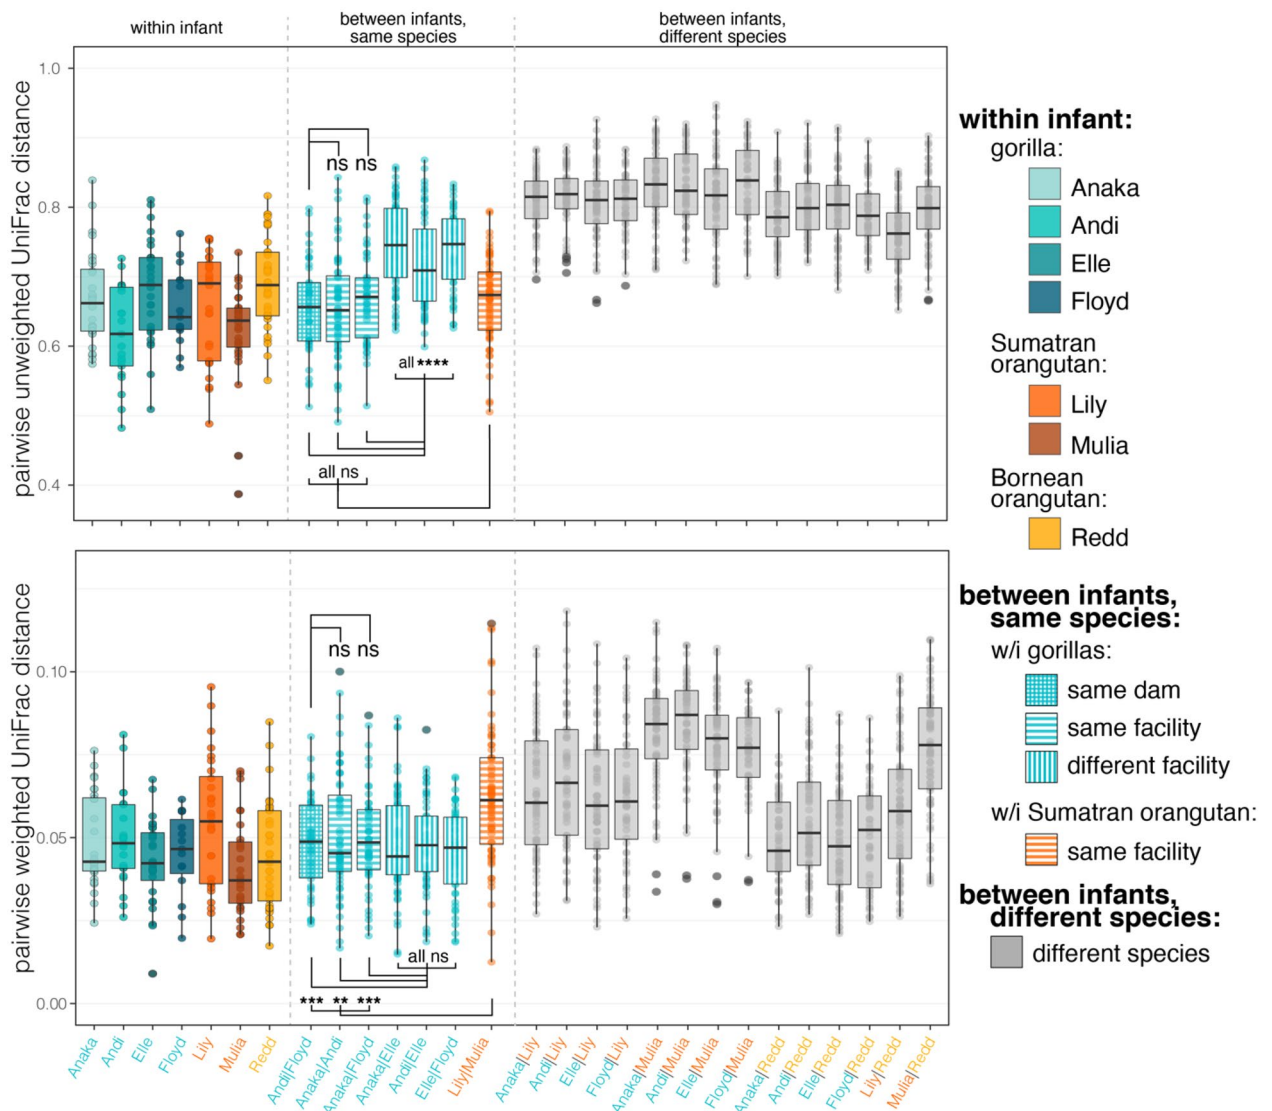 within infant
between infants,
same species
between infants,
different species
pairwise unweighted UniFrac distance
1.0
0.8
0.6
0.4
ns ns
all ****
all ns
pairwise weighted UniFrac distance
0.10
0.05
0.00
ns ns
all ns
*** ** ***
Anaka
Andi
Elle
Floyd
Lily
Mulia
Redd
Andi|Floyd
Anaka|Andi
Anaka|Floyd
Anaka|Elle
Andi|Elle
Elle|Floyd
Lily|Mulia
Anaka|Lily
Andi|Lily
Elle|Lily
Floyd|Lily
Anaka|Mulia
Andi|Mulia
Elle|Mulia
Floyd|Mulia
Anaka|Redd
Andi|Redd
Elle|Redd
Floyd|Redd
Lily|Redd
Mulia|Redd
within infant:
gorilla:
Anaka
Andi
Elle
Floyd
Sumatran
orangutan:
Lily
Mulia
Bornean
orangutan:
Redd
between infants,
same species:
w/i gorillas:
same dam
same facility
different facility
w/i Sumatran orangutan:
same facility
between infants,
different species:
different species